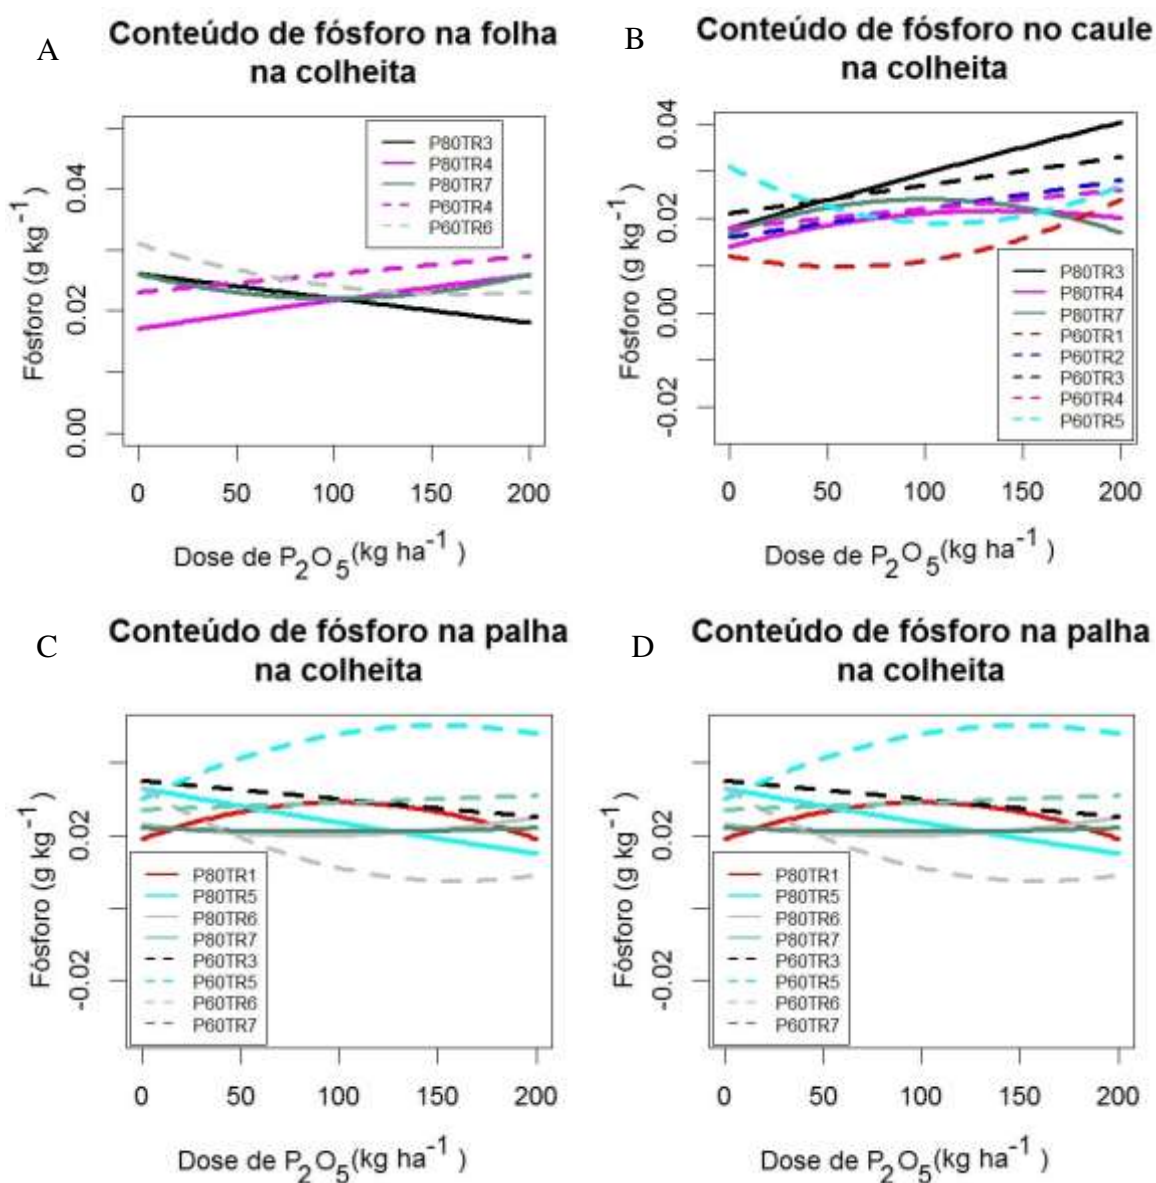 A
Conteúdo de fósforo na folha
na colheita
Fósforo (g kg-1)
0.04
0.02
0.00
P80TR3
P80TR4
P80TR7
P60TR4
P60TR6
0 50 100 150 200
Dose de P2O5(kg ha-1 )
B
Conteúdo de fósforo no caule
na colheita
Fósforo (g kg-1)
0.04
0.02
0.00
-0.02
P80TR3
P80TR4
P80TR7
P60TR1
P60TR2
P60TR3
P60TR4
P60TR5
0 50 100 150 200
Dose de P2O5(kg ha-1 )
C
Conteúdo de fósforo na palha
na colheita
Fósforo (g kg-1)
0.02
-0.02
P80TR1
P80TR5
P80TR6
P80TR7
P60TR3
P60TR5
P60TR6
P60TR7
0 50 100 150 200
Dose de P2O5(kg ha-1 )
D
Conteúdo de fósforo na palha
na colheita
Fósforo (g kg-1)
0.02
-0.02
P80TR1
P80TR5
P80TR6
P80TR7
P60TR3
P60TR5
P60TR6
P60TR7
0 50 100 150 200
Dose de P2O5(kg ha-1 )